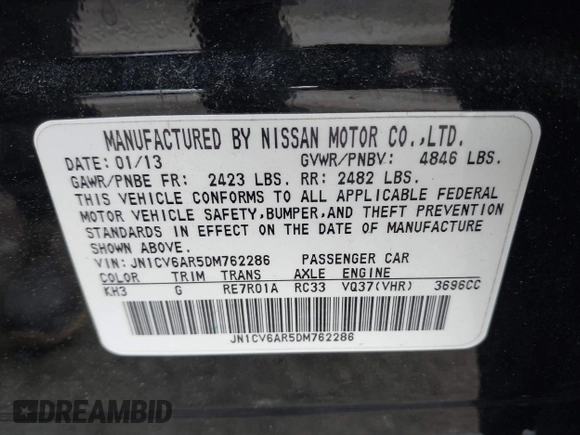 MANUFACTURED BY NISSAN MOTOR CO.,LTD.
DATE: 01/13 GVWR/PNBV: 4846 LBS.
GAWR/PNBE FR: 2423 LBS. RR: 2482 LBS.
THIS VEHICLE CONFORMS TO ALL APPLICABLE FEDERAL
MOTOR VEHICLE SAFETY,BUMPER,AND THEFT PREVENTION
STANDARDS IN EFFECT ON THE DATE OF MANUFACTURE
SHOWN ABOVE.
VIN: JN1CV6AR5DM762286 PASSENGER CAR
COLOR TRIM TRANS AXLE ENGINE
KH3 G RE7R01A RC33 VQ37(VHR) 3696CC
JN1CV6AR5DM762286
DREAMBID